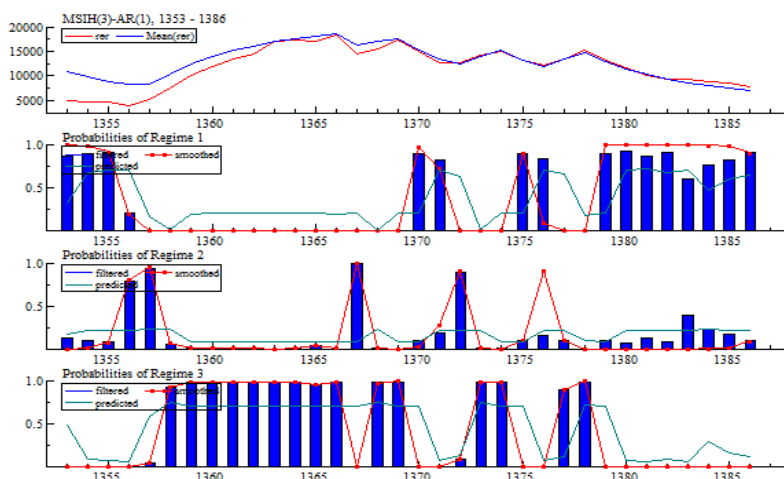 MSIH(3)-AR(1), 1353 - 1386
20000
rer Mean(rer)
15000
10000
5000
1355 1360 1365 1370 1375 1380 1385
Probabilities of Regime 1
1.0
filtered smoothed
predicted
0.5
1355 1360 1365 1370 1375 1380 1385
Probabilities of Regime 2
1.0
filtered smoothed
predicted
0.5
1355 1360 1365 1370 1375 1380 1385
Probabilities of Regime 3
1.0
filtered smoothed
predicted
0.5
1355 1360 1365 1370 1375 1380 1385